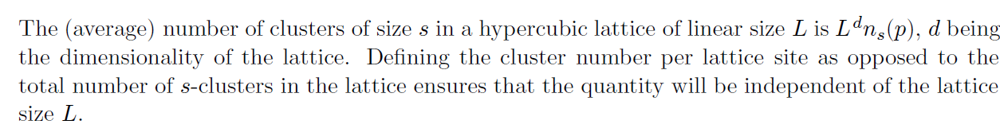 The (average) number of clusters of size s in a hypercubic lattice of linear size L is Lᵈnₛ(p), d being
the dimensionality of the lattice. Defining the cluster number per lattice site as opposed to the
total number of s-clusters in the lattice ensures that the quantity will be independent of the lattice
size L.